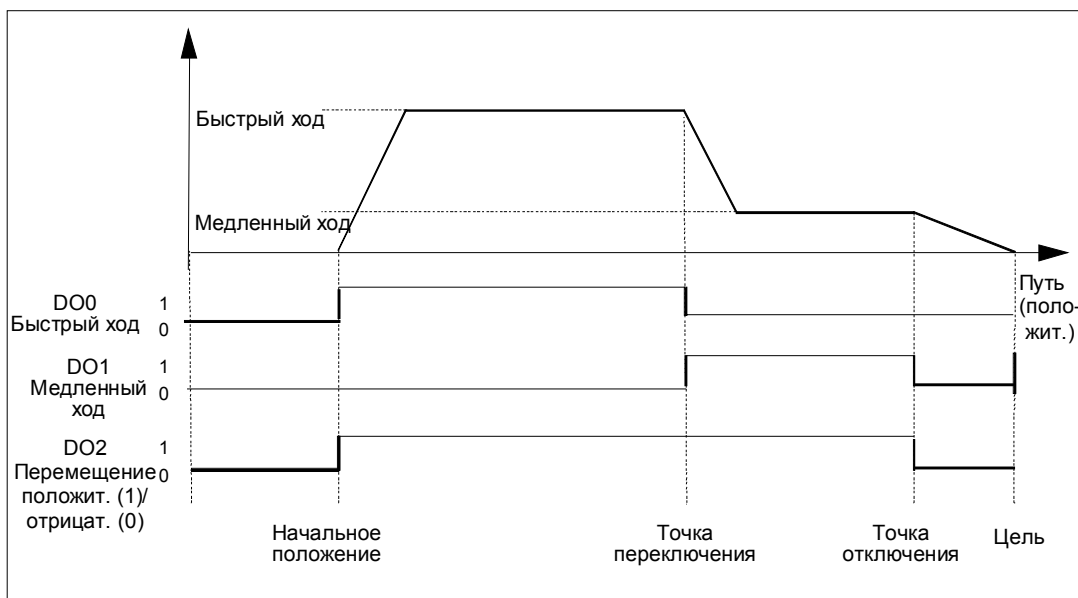 Быстрый ход
Медленный ход
Путь
(поло-
жит.)
DO0
Быстрый ход
1
0
DO1
Медленный
ход
1
0
DO2
Перемещение
положит. (1)/
отрицат. (0)
1
0
Начальное
положение
Точка
переключения
Точка
отключения
Цель